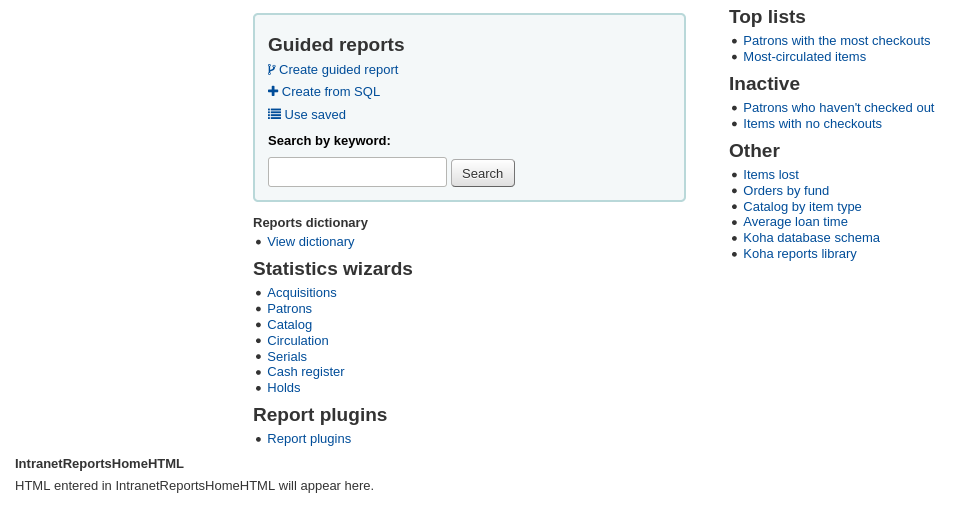 Guided reports
Create guided report
Create from SQL
Use saved
Search by keyword:
Search
Reports dictionary
View dictionary
Statistics wizards
Acquisitions
Patrons
Catalog
Circulation
Serials
Cash register
Holds
Report plugins
Report plugins
Top lists
Patrons with the most checkouts
Most-circulated items
Inactive
Patrons who haven't checked out
Items with no checkouts
Other
Items lost
Orders by fund
Catalog by item type
Average loan time
Koha database schema
Koha reports library
IntranetReportsHomeHTML
HTML entered in IntranetReportsHomeHTML will appear here.